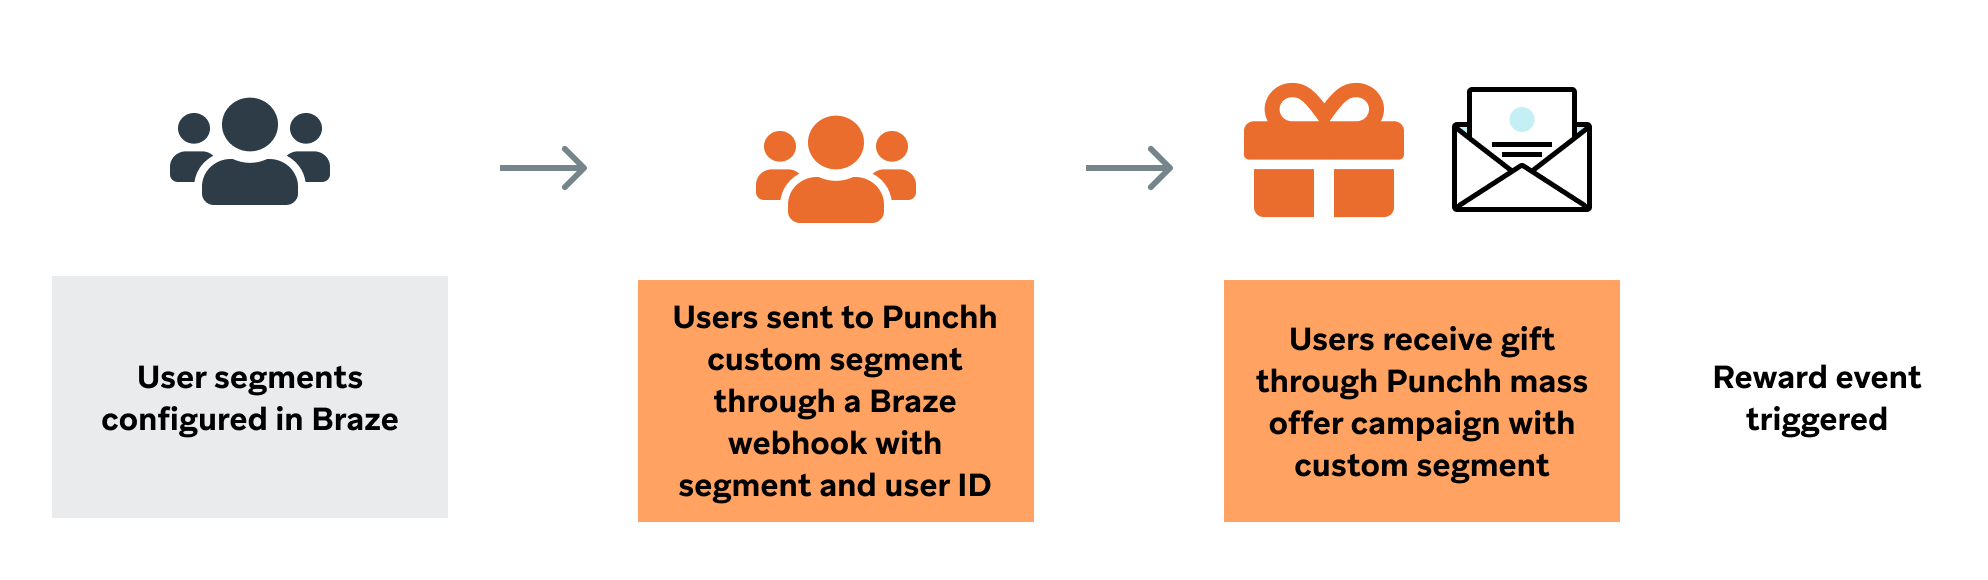 User segments
configured in Braze
Users sent to Punchh
custom segment
through a Braze
webhook with
segment and user ID
Users receive gift
through Punchh mass
offer campaign with
custom segment
Reward event
triggered